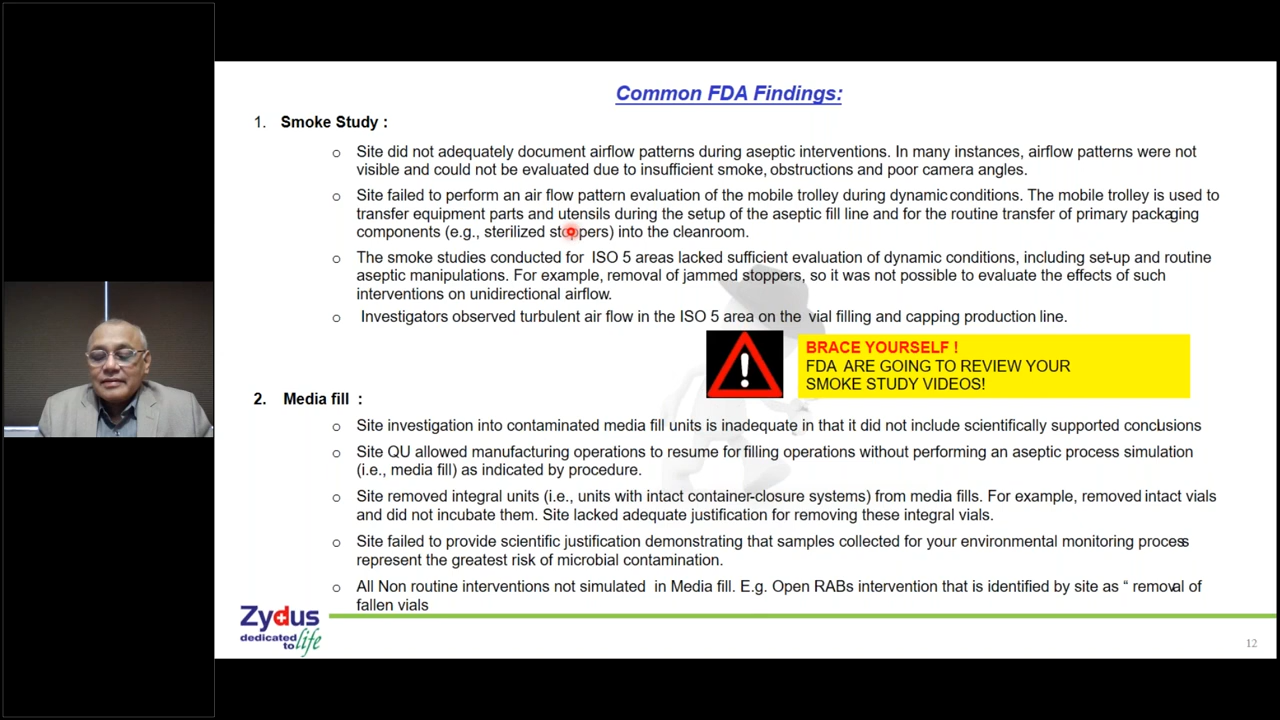 Common FDA Findings:
1. Smoke Study :
o Site did not adequately document airflow patterns during aseptic interventions. In many instances, airflow patterns were not
visible and could not be evaluated due to insufficient smoke, obstructions and poor camera angles.
o Site failed to perform an air flow pattern evaluation of the mobile trolley during dynamic conditions. The mobile trolley is used to
transfer equipment parts and utensils during the setup of the aseptic fill line and for the routine transfer of primary packaging
components (e.g., sterilized stoppers) into the cleanroom.
o The smoke studies conducted for ISO 5 areas lacked sufficient evaluation of dynamic conditions, including set-up and routine
aseptic manipulations. For example, removal of jammed stoppers, so it was not possible to evaluate the effects of such
interventions on unidirectional airflow.
o Investigators observed turbulent air flow in the ISO 5 area on the vial filling and capping production line.
BRACE YOURSELF !
FDA ARE GOING TO REVIEW YOUR
SMOKE STUDY VIDEOS!
2. Media fill :
o Site investigation into contaminated media fill units is inadequate in that it did not include scientifically supported conclusions
o Site QU allowed manufacturing operations to resume for filling operations without performing an aseptic process simulation
(i.e., media fill) as indicated by procedure.
o Site removed integral units (i.e., units with intact container-closure systems) from media fills. For example, removed intact vials
and did not incubate them. Site lacked adequate justification for removing these integral vials.
o Site failed to provide scientific justification demonstrating that samples collected for your environmental monitoring process
represent the greatest risk of microbial contamination.
o All Non routine interventions not simulated in Media fill. E.g. Open RABs intervention that is identified by site as “ removal of
fallen vials
Zydus
dedicated
to life
12